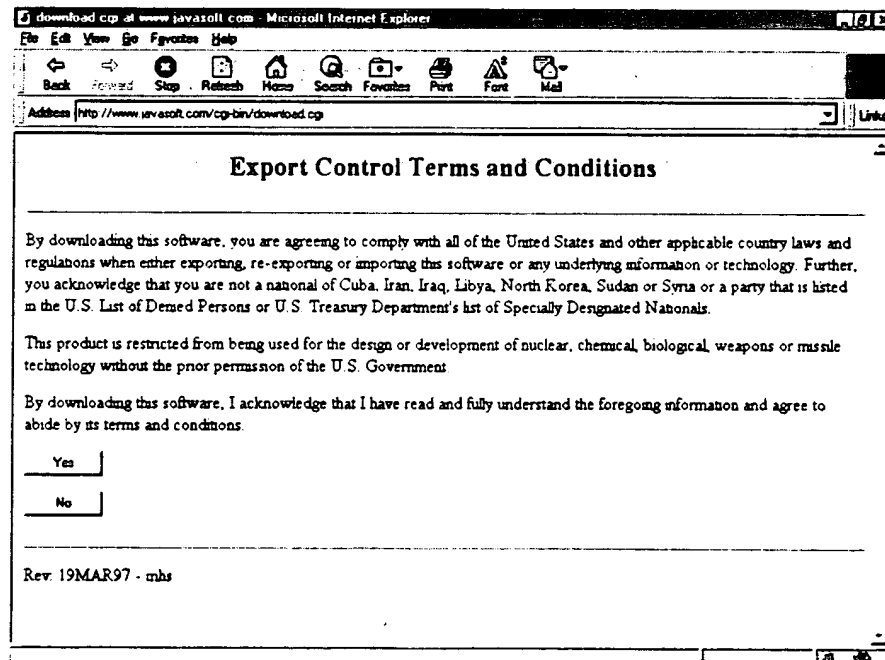 download cgi at www javasoft com - Microsoft Internet Explorer
File Edit View Go Favorites Help
Back Forward Stop Refresh Home Search Favorites Print Font Mail
Address http://www.javasoft.com/cgi-bin/download.cgi Links
Export Control Terms and Conditions
By downloading this software, you are agreeing to comply with all of the United States and other applicable country laws and
regulations when either exporting, re-exporting or importing this software or any underlying information or technology. Further,
you acknowledge that you are not a national of Cuba, Iran, Iraq, Libya, North Korea, Sudan or Syria or a party that is listed
in the U.S. List of Denied Persons or U.S. Treasury Department's list of Specially Designated Nationals.
This product is restricted from being used for the design or development of nuclear, chemical, biological, weapons or missile
technology without the prior permission of the U.S. Government.
By downloading this software, I acknowledge that I have read and fully understand the foregoing information and agree to
abide by its terms and conditions.
Yes
No
Rev: 19MAR97 - mhs